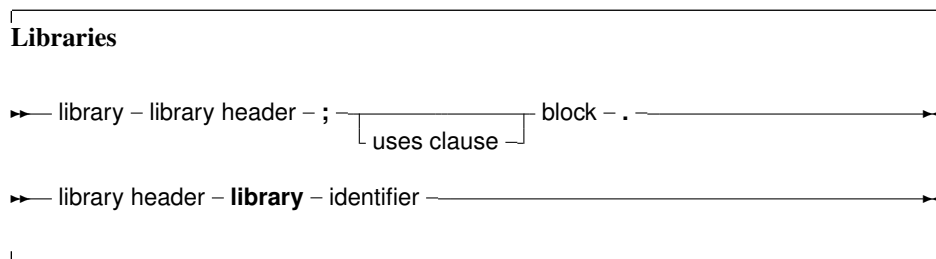 Libraries
library – library header – ; – block – . –
uses clause
library header – library – identifier –